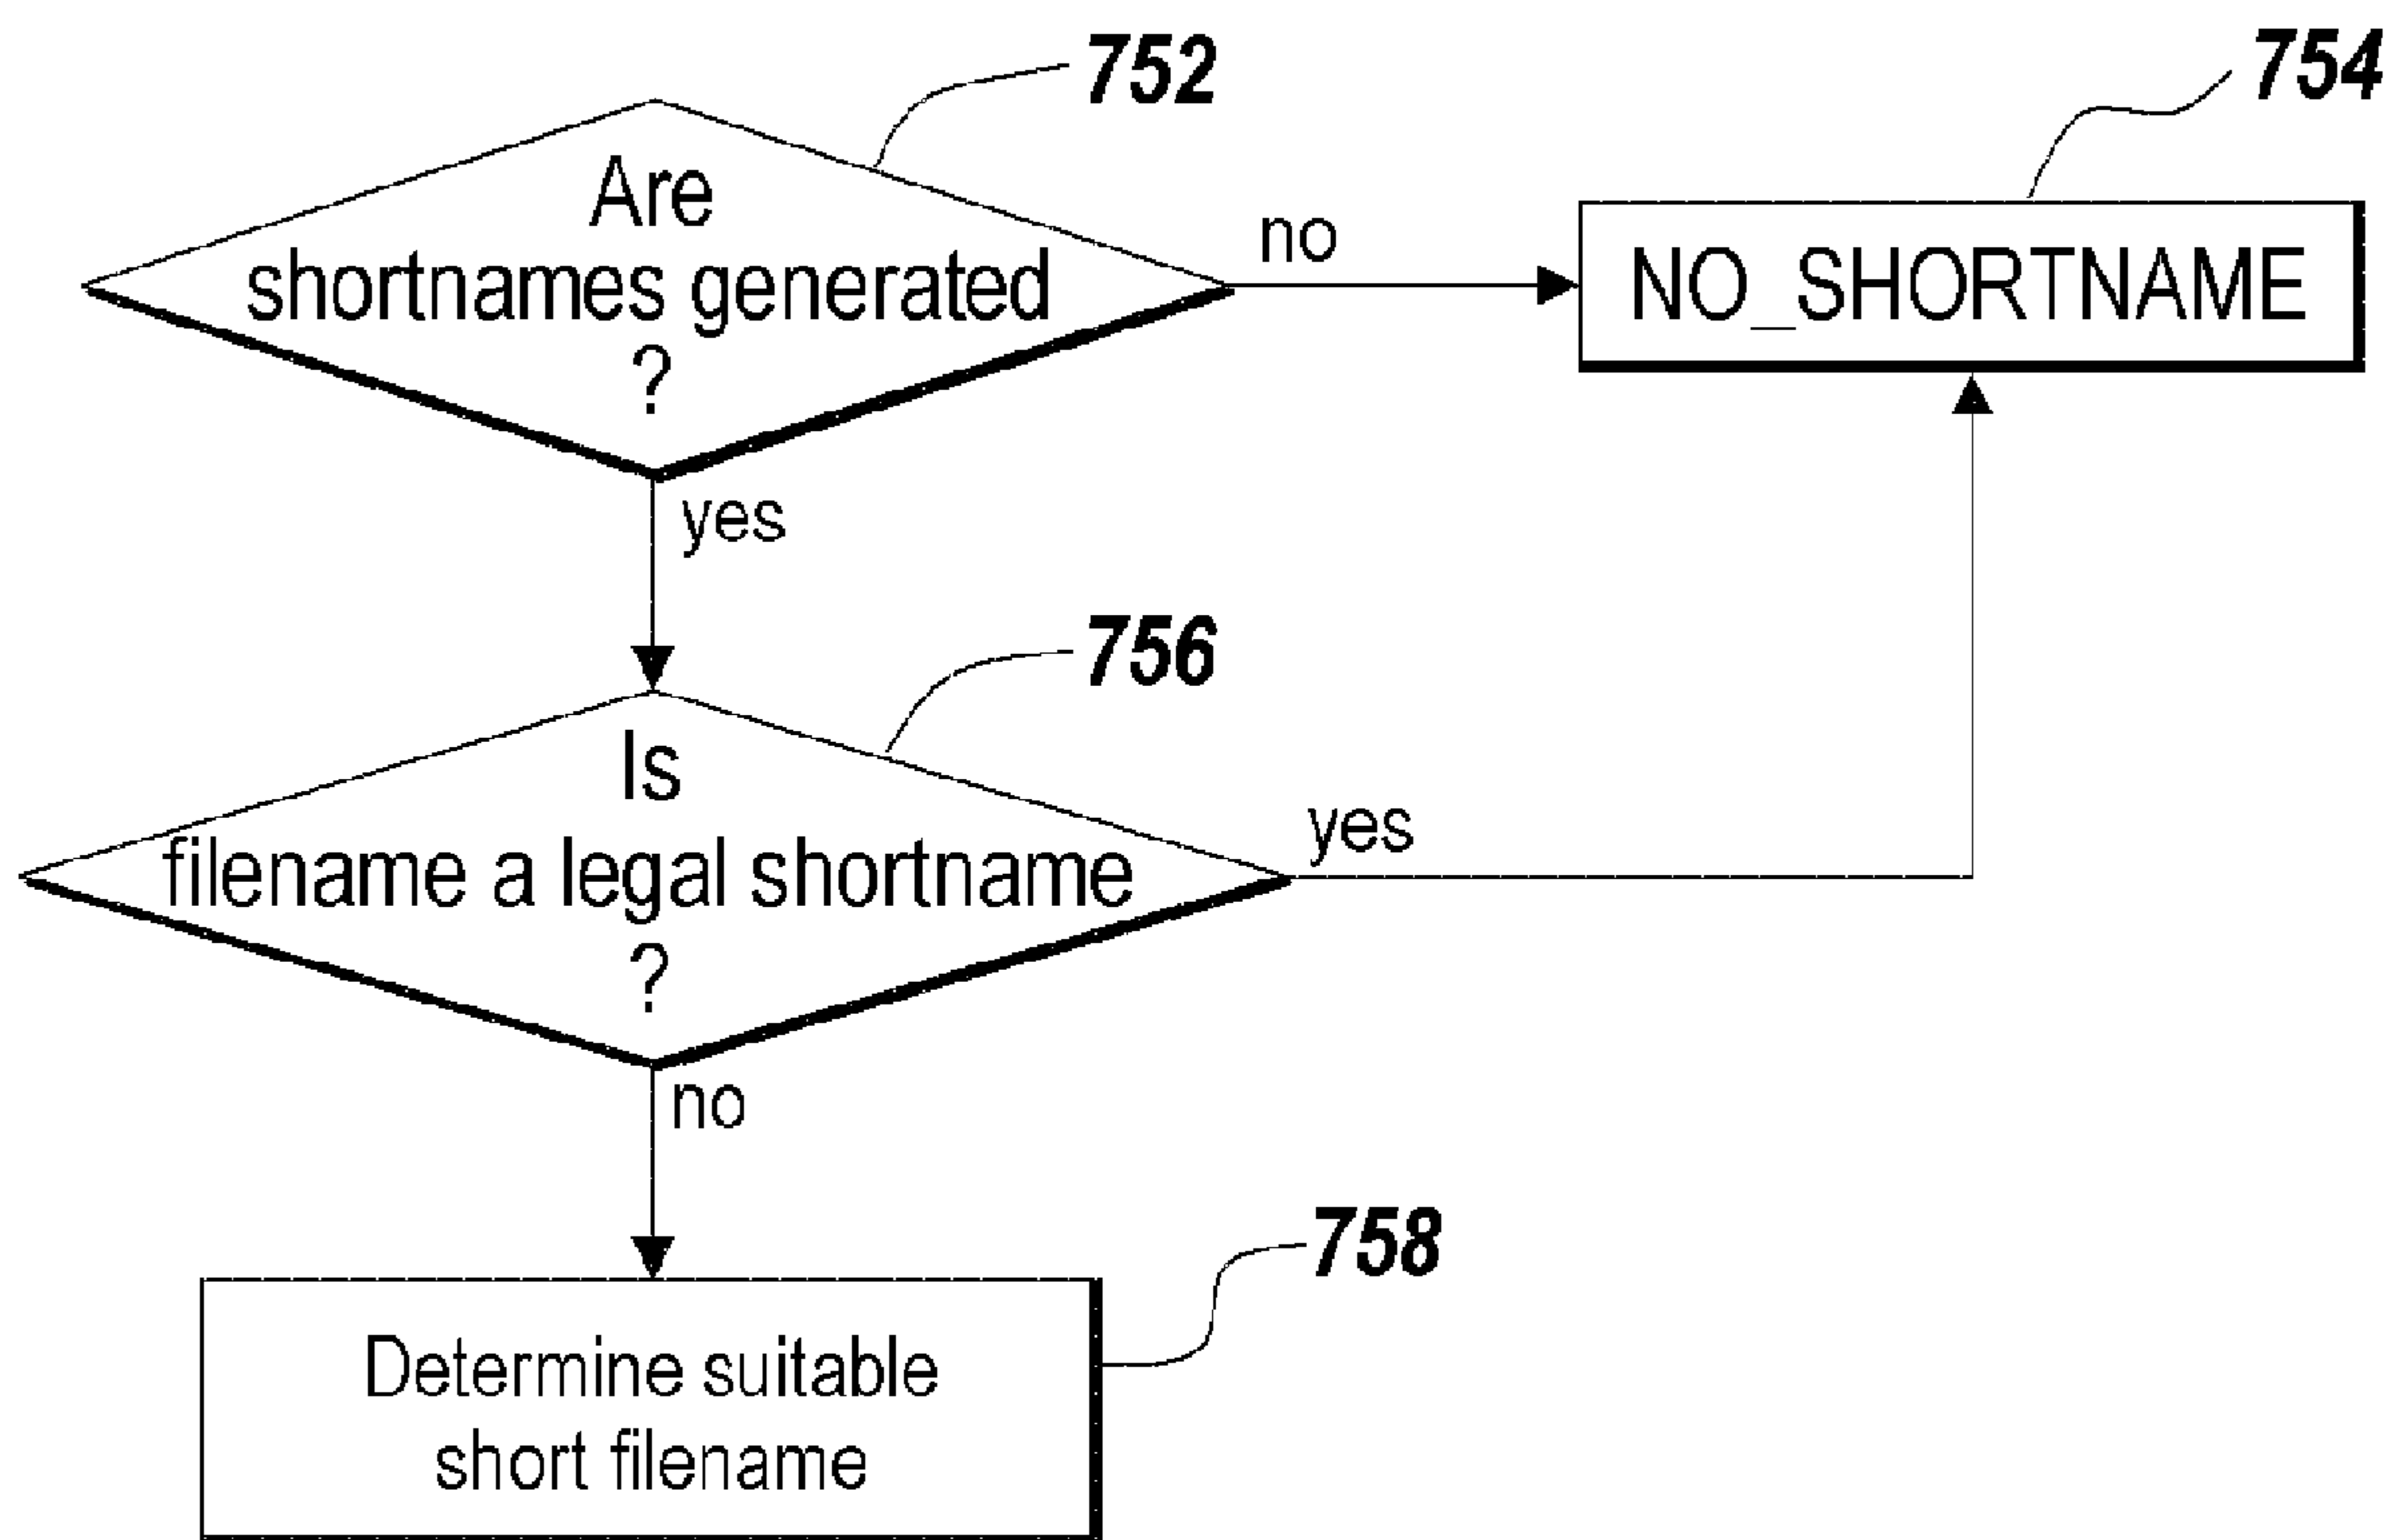 752
754
Are
shortnames generated
?
no
NO_SHORTNAME
yes
756
Is
filename a legal shortname
?
yes
no
758
Determine suitable
short filename